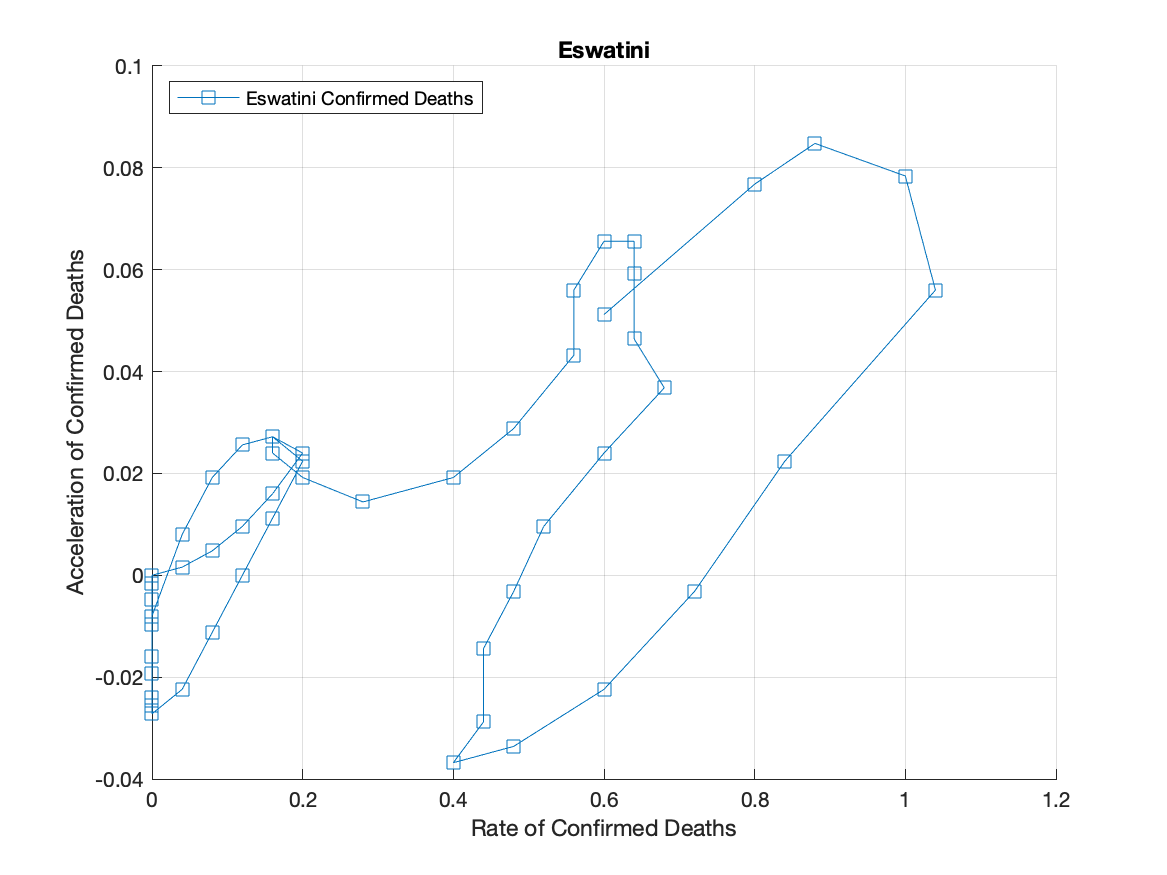 Eswatini
Eswatini Confirmed Deaths
0.1
0.08
0.06
0.04
0.02
0
-0.02
-0.04
Acceleration of Confirmed Deaths
0 0.2 0.4 0.6 0.8 1 1.2
Rate of Confirmed Deaths